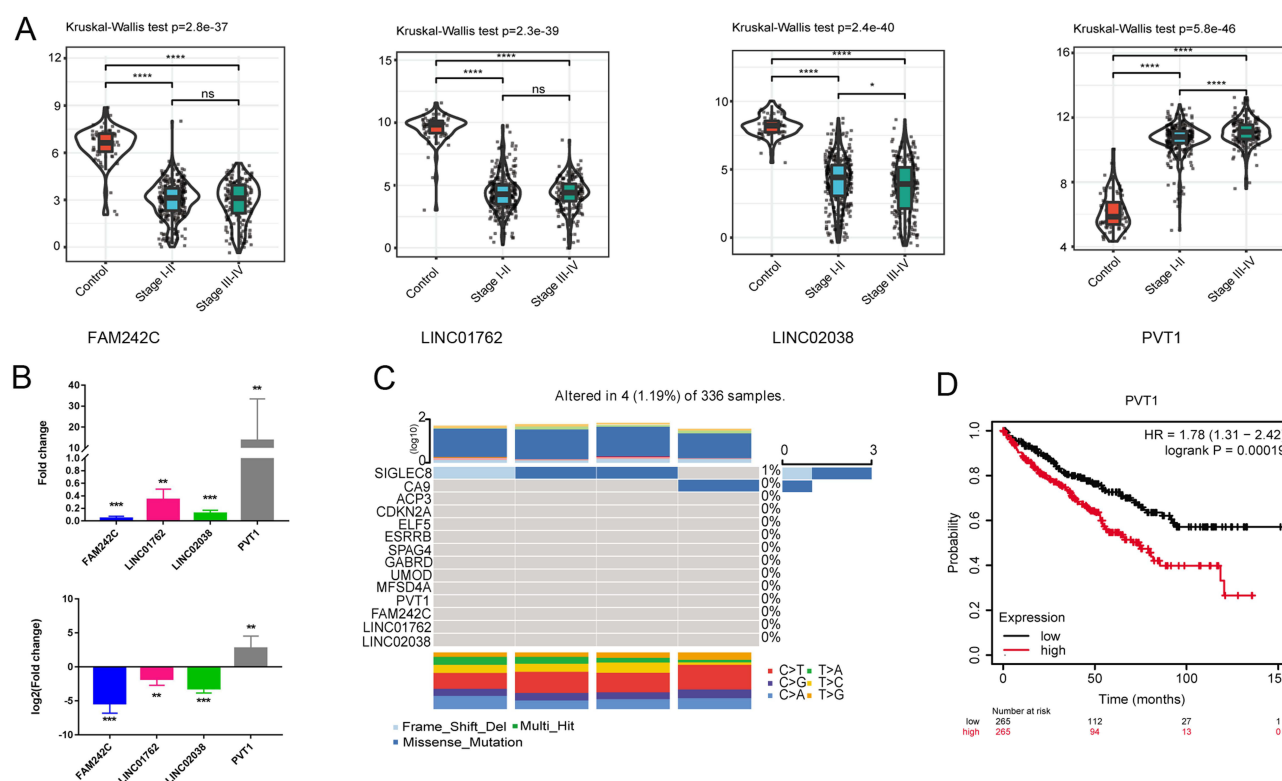 A
Kruskal-Wallis test p=2.8e-37
12
9
6
3
0
****
****
ns
Control
Stage I-II
Stage III-IV
FAM242C
Kruskal-Wallis test p=2.3e-39
15
10
5
0
****
****
ns
Control
Stage I-II
Stage III-IV
LINC01762
Kruskal-Wallis test p=2.4e-40
10
5
0
****
****
*
Control
Stage I-II
Stage III-IV
LINC02038
Kruskal-Wallis test p=5.8e-46
16
11
8
6
4
****
****
****
Control
Stage I-II
Stage III-IV
PVT1
B
Fold change
40
30
20
10
1.0
0.8
0.6
0.4
0.2
0.0
***
**
***
**
FAM242C
LINC01762
LINC02038
PVT1
log2(Fold change)
10
5
0
-5
-10
***
**
***
**
FAM242C
LINC01762
LINC02038
PVT1
C
Altered in 4 (1.19%) of 336 samples.
2
(log10)
0
0
3
SIGLEC8 1%
CA9 0%
ACP3 0%
CDKN2A 0%
ELF5 0%
ESRRB 0%
SPAG4 0%
GABRD 0%
UMOD 0%
MFSD4A 0%
PVT1 0%
FAM242C 0%
LINC01762 0%
LINC02038 0%
C>T T>A
C>G T>C
C>A T>G
Frame_Shift_Del Multi_Hit
Missense_Mutation
D
PVT1
HR = 1.78 (1.31 − 2.42
logrank P = 0.00019
Probability
1.0
0.8
0.6
0.4
0.2
0.0
Expression
low
high
0 50 100 150
Time (months)
Number at risk
low 265 112 27 1
high 265 94 13 0